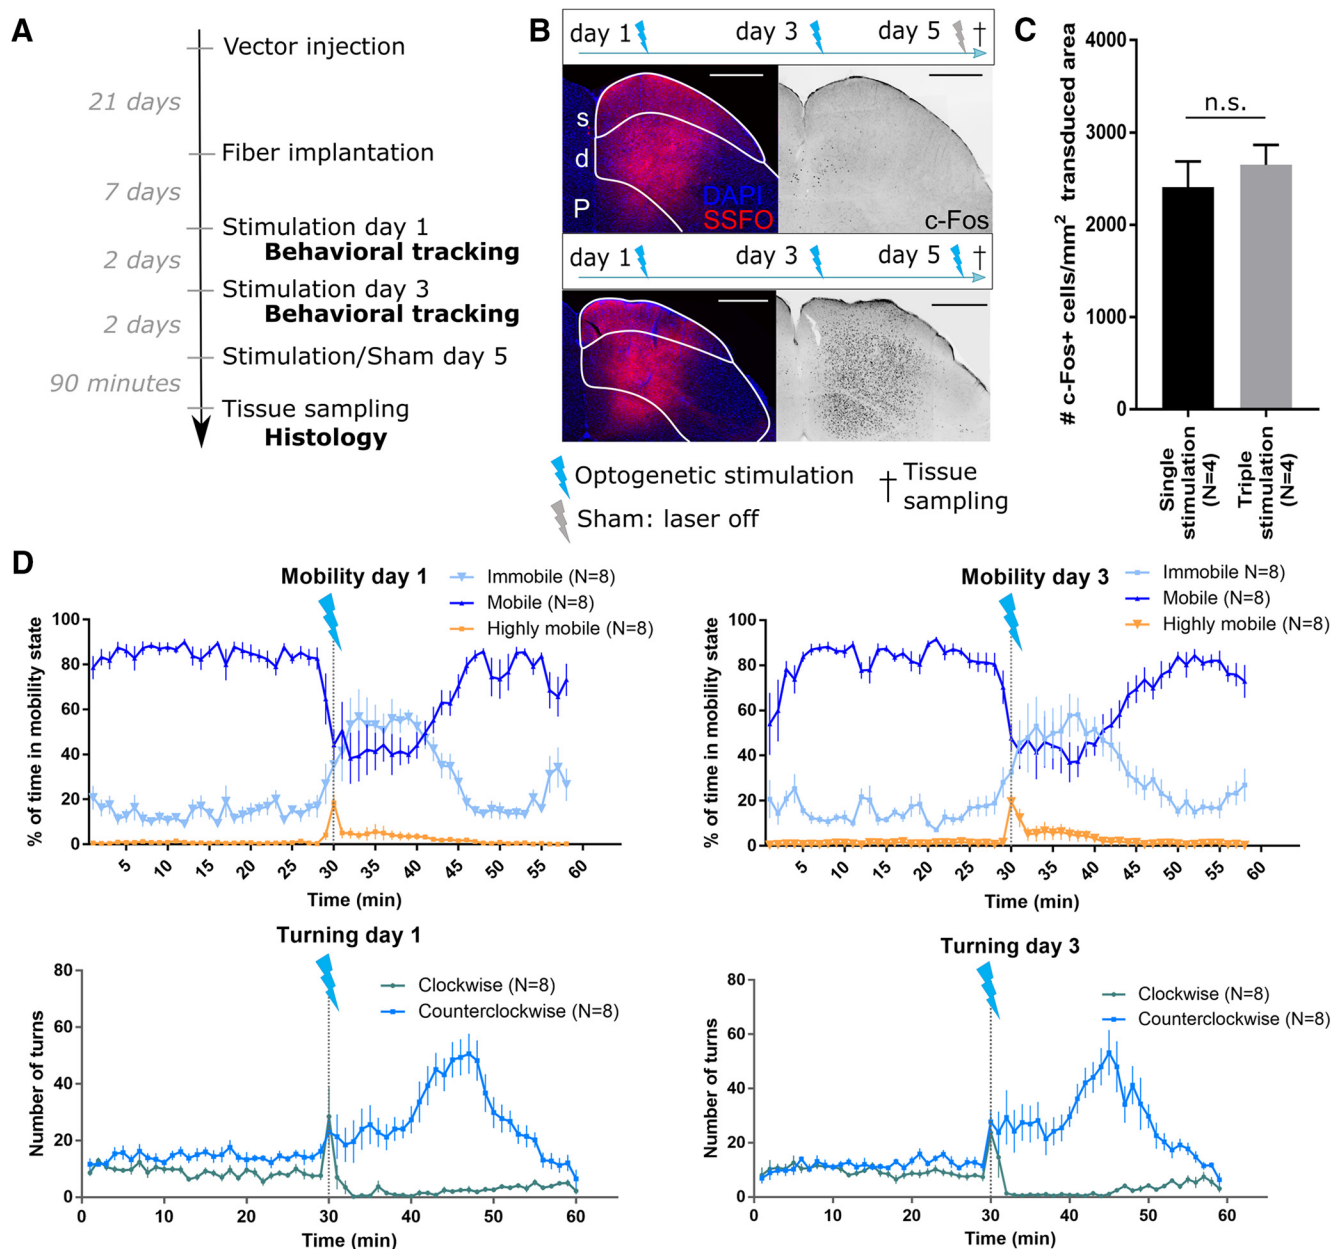 A
Vector injection
21 days
Fiber implantation
7 days
Stimulation day 1
Behavioral tracking
2 days
Stimulation day 3
Behavioral tracking
2 days
Stimulation/Sham day 5
90 minutes
Tissue sampling
Histology
B
day 1 day 3 day 5 †
s
d
P
DAPI
SSFO
c-Fos
day 1 day 3 day 5 †
Optogenetic stimulation
Sham: laser off
† Tissue
sampling
C
# c-Fos+ cells/mm² transduced area
4000
3000
2000
1000
0
n.s.
Single
stimulation
(N=4)
Triple
stimulation
(N=4)
D
Mobility day 1
Immobile (N=8)
Mobile (N=8)
Highly mobile (N=8)
% of time in mobility state
100
80
60
40
20
0
5 10 15 20 25 30 35 40 45 50 55 60
Time (min)
Mobility day 3
Immobile N=8)
Mobile (N=8)
Highly mobile (N=8)
% of time in mobility state
100
80
60
40
20
0
5 10 15 20 25 30 35 40 45 50 55 60
Time (min)
Turning day 1
Clockwise (N=8)
Counterclockwise (N=8)
Number of turns
80
60
40
20
0
0 10 20 30 40 50 60
Time (min)
Turning day 3
Clockwise (N=8)
Counterclockwise (N=8)
Number of turns
80
60
40
20
0
0 10 20 30 40 50 60
Time (min)